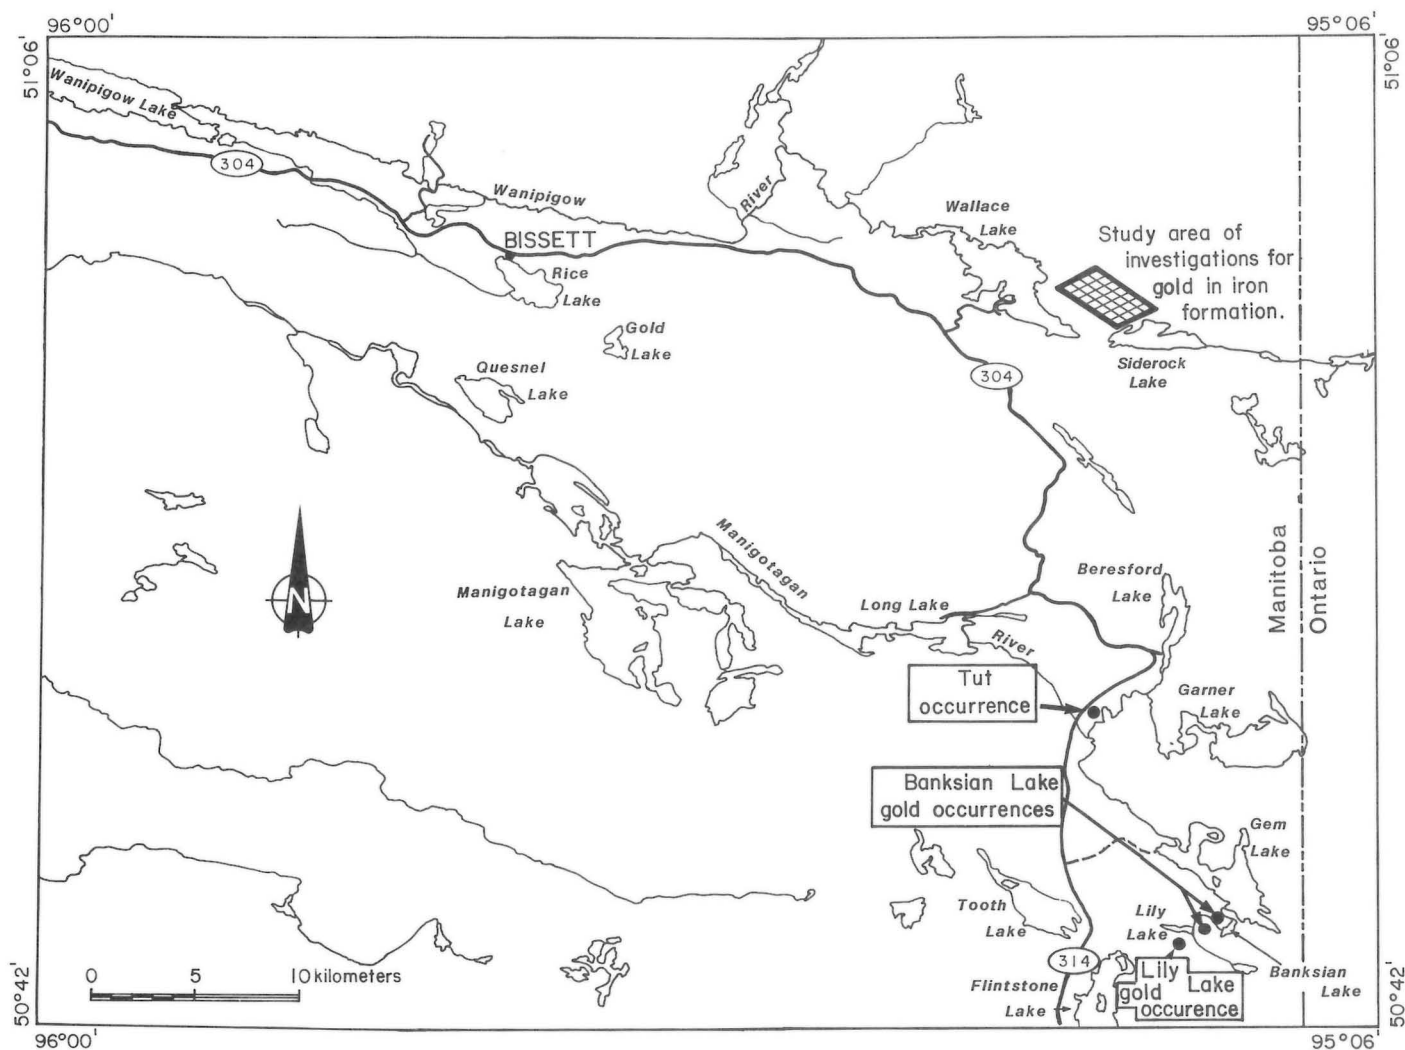 96°00'
95°06'
51°06'
51°06'
Wanipigow Lake
304
Wanipigow
River
Wallace
Lake
BISSETT
Rice
Lake
Study area of
investigations for
gold in iron
formation.
Gold
Lake
Quesnel
Lake
304
Siderock
Lake
Manitoba
Ontario
N
Manigotagan
Manigotagan
Lake
Long Lake
River
Beresford
Lake
Tut
occurrence
Garner
Lake
Banksian Lake
gold occurrences
Gem
Lake
Tooth
Lake
Lily
Lake
314
Flintstone
Lake
Lily Lake
gold
occurence
Banksian
Lake
0 5 10 kilometers
50°42'
50°42'
96°00'
95°06'